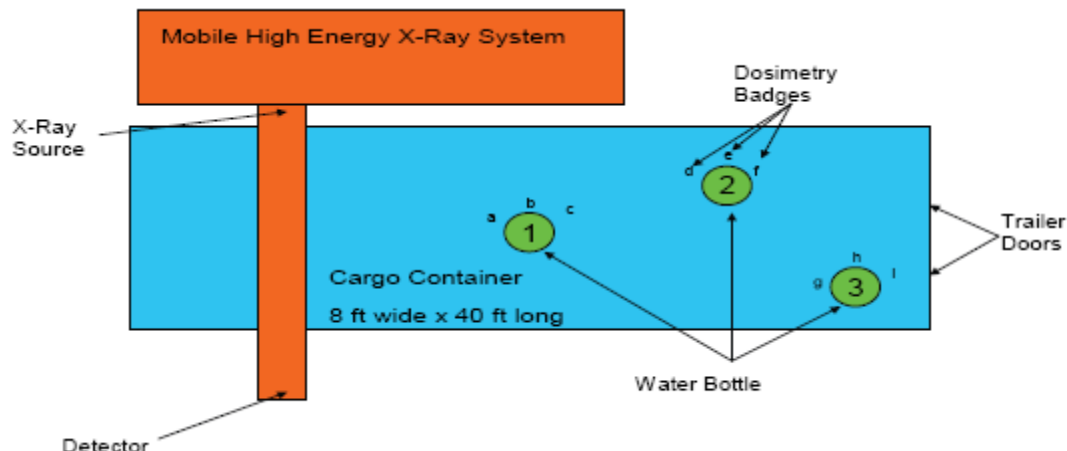 Mobile High Energy X-Ray System
Dosimetry
Badges
X-Ray
Source
d
e
f
2
a
b
c
1
Trailer
Doors
h
g
l
3
Cargo Container
8 ft wide x 40 ft long
Water Bottle
Detector